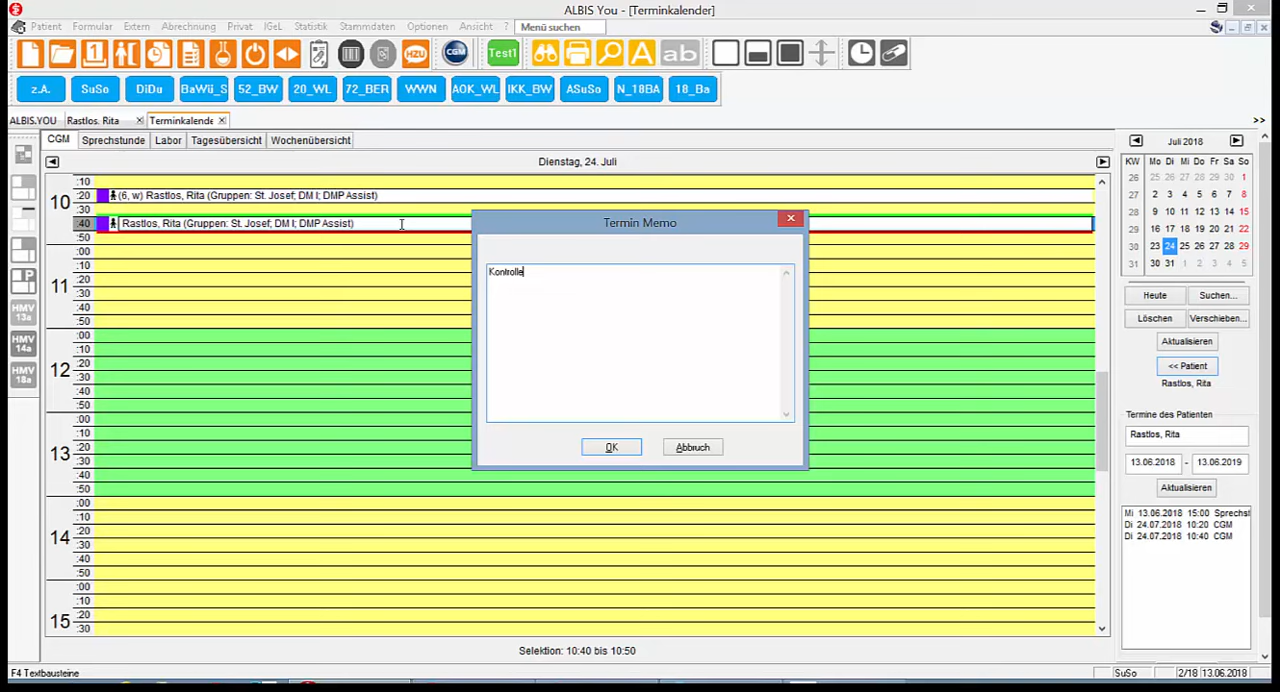 ALBIS You - [Terminkalender]
Patient Formular Extern Abrechnung Privat IGeL Statistik Stammdaten Optionen Ansicht ? Menü suchen
1 HZU CGM Test1 A ab
z.A. SuSo DiDu BaWü_S 52_BW 20_WL 72_BER WWN AOK_WL IKK_BW ASuSo N_18BA 18_Ba
ALBIS.YOU Rastlos. Rita × Terminkalende × >>
CGM Sprechstunde Labor Tagesübersicht Wochenübersicht
Dienstag, 24. Juli
10
:10
:20 (6, w) Rastlos, Rita (Gruppen: St. Josef; DM I; DMP Assist)
:30
:40 Rastlos, Rita (Gruppen: St. Josef; DM I; DMP Assist)
:50
11
:00
:10
:20
:30
:40
:50
12
:00
:10
:20
:30
:40
:50
13
:00
:10
:20
:30
:40
:50
14
:00
:10
:20
:30
:40
:50
15
:00
:10
:20
:30
Selektion: 10:40 bis 10:50
P
HMV 13a
HMV 14a
HMV 18a
Termin Memo
Kontrolle
OK Abbruch
Juli 2018
KW Mo Di Mi Do Fr Sa So
26 25 26 27 28 29 30 1
27 2 3 4 5 6 7 8
28 9 10 11 12 13 14 15
29 16 17 18 19 20 21 22
30 23 24 25 26 27 28 29
31 30 31 1 2 3 4 5
Heute Suchen...
Löschen Verschieben...
Aktualisieren
<< Patient
Rastlos, Rita
Termine des Patienten
Rastlos, Rita
13.06.2018 - 13.06.2019
Aktualisieren
Mi 13.06.2018 15:00 Sprechst
Di 24.07.2018 10:20 CGM
Di 24.07.2018 10:40 CGM
F4 Textbausteine SuSo 2/18 13.06.2018